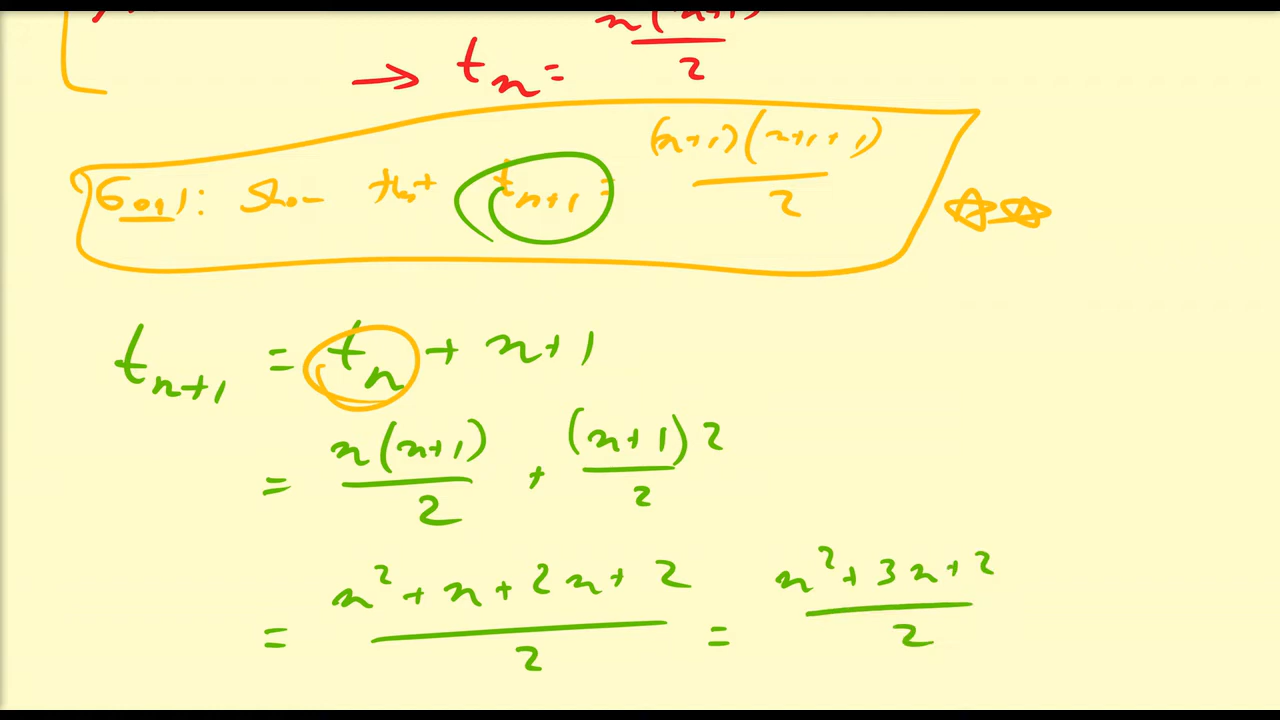 → tₙ = n(n+1)/2
Goal: Show that tₙ₊₁ = (n+1)(n+1+1)/2
tₙ₊₁ = tₙ + n+1
= n(n+1)/2 + (n+1)2/2
= (n²+n+2n+2)/2 = (n²+3n+2)/2